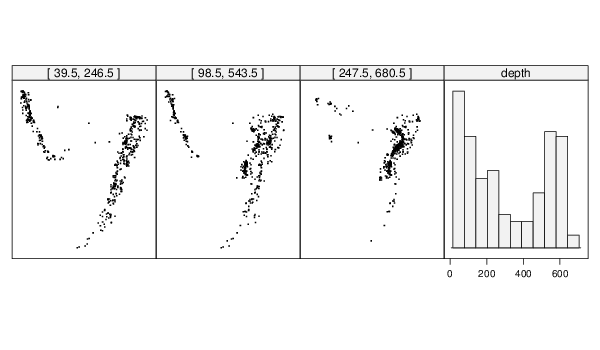 [ 39.5, 246.5 ] [ 98.5, 543.5 ] [ 247.5, 680.5 ] depth
0 200 400 600